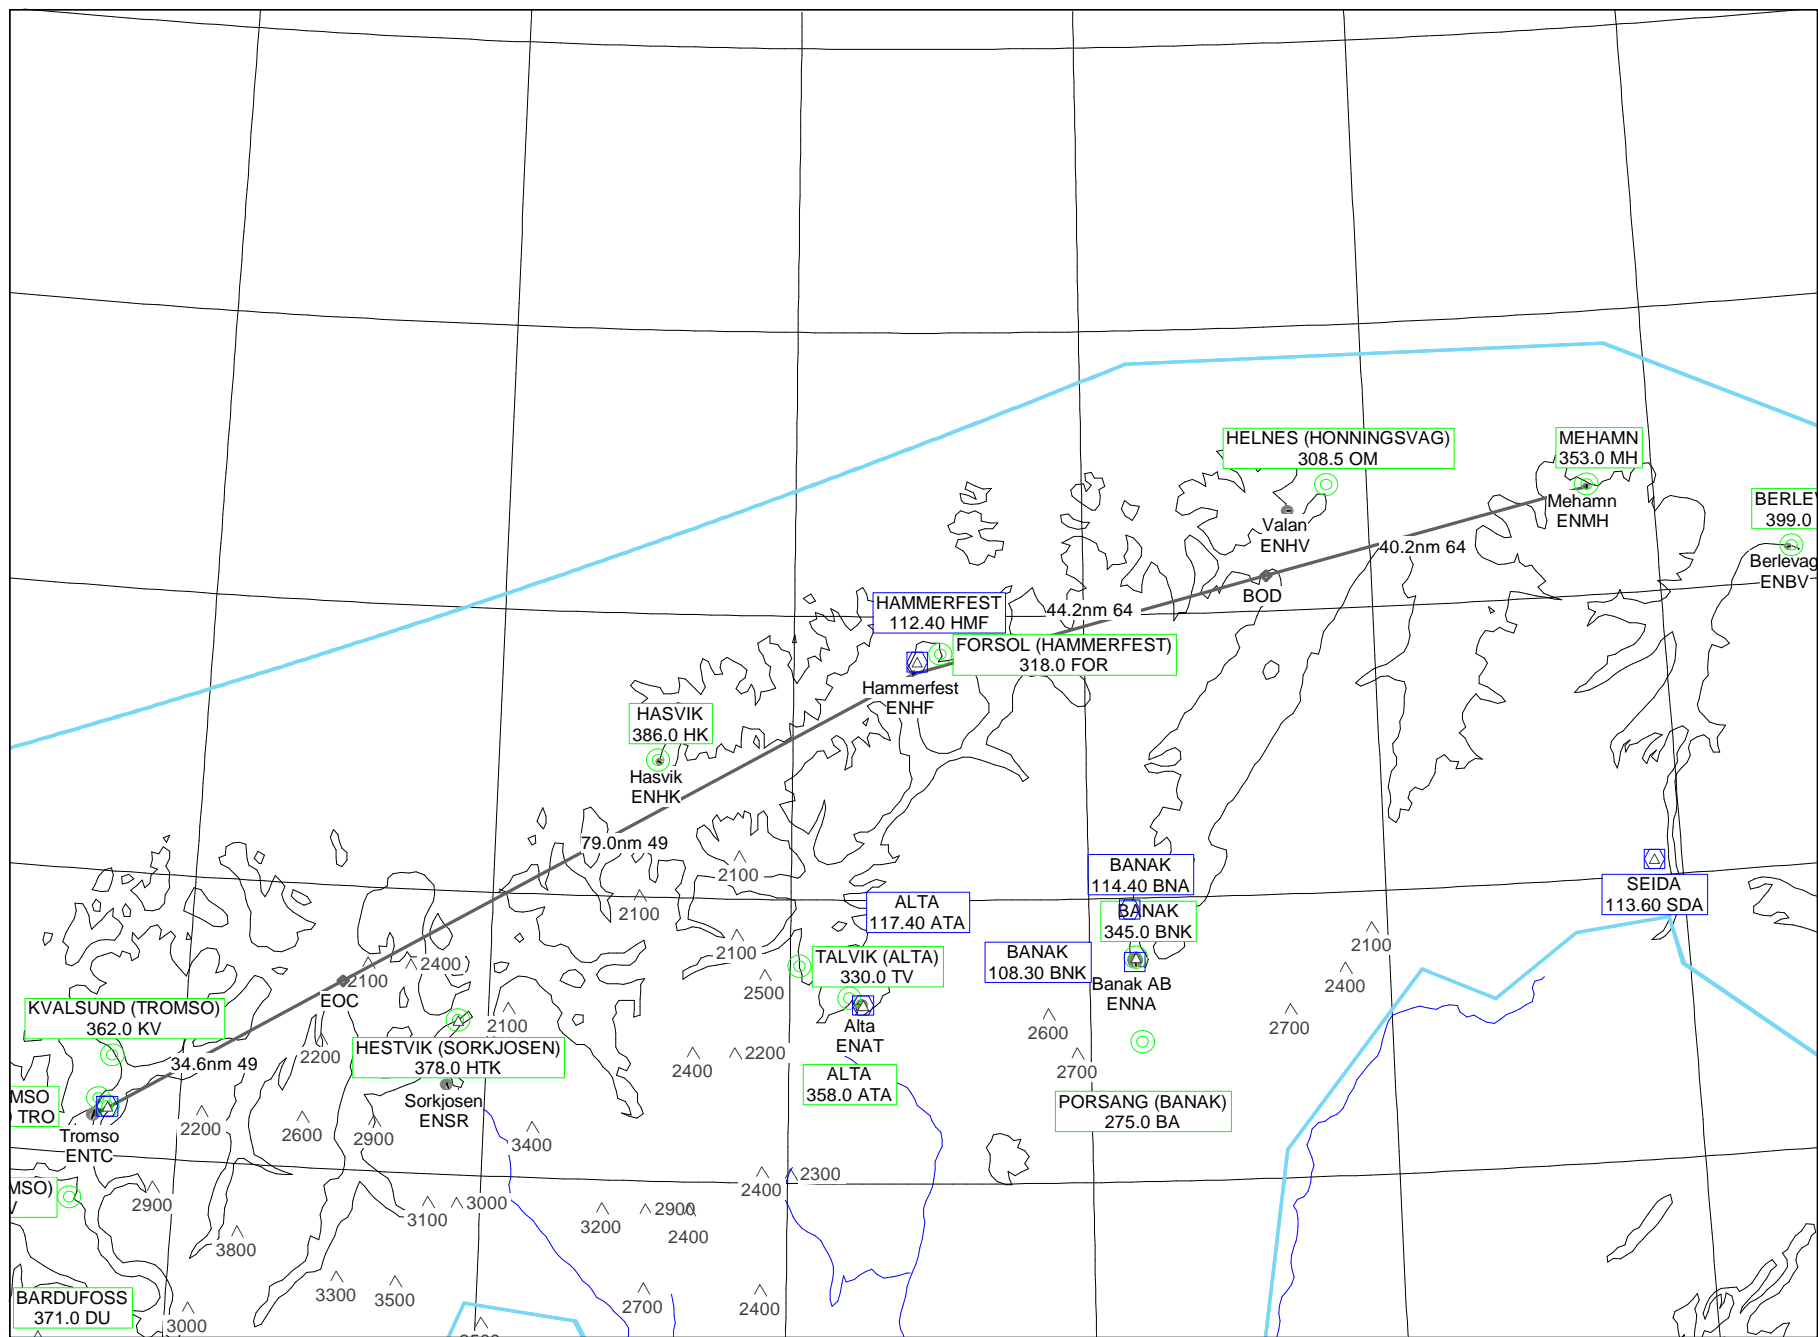 HELNES (HONNINGSVAG)
308.5 OM
MEHAMN
353.0 MH
Mehamn
ENMH
399.0
Valan
ENHV
40.2nm 64
Berlevag
ENBV
BOD
HAMMERFEST
112.40 HMF
44.2nm 64
FORSOL (HAMMERFEST)
318.0 FOR
Hammerfest
ENHF
HASVIK
386.0 HK
Hasvik
ENHK
79.0nm 49
2100
2100
2100
ALTA
117.40 ATA
BANAK
114.40 BNA
BANAK
345.0 BNK
BANAK
108.30 BNK
Banak AB
ENNA
SEIDA
113.60 SDA
2100
2400
2700
2400
2100
EOC
2500
TALVIK (ALTA)
330.0 TV
Alta
ENAT
KVALSUND (TROMSO)
362.0 KV
2100
2200
34.6nm 49
HESTVIK (SORKJOSEN)
378.0 HTK
Sorkjosen
ENSR
2400
2200
2600
2700
ALTA
358.0 ATA
PORSANG (BANAK)
275.0 BA
TRO
Tromso
ENTC
2200
2600
2900
3400
2900
3100
3000
3200
2900
2400
2400
2300
3800
3300
3500
2700
2400
BARDUFOSS
371.0 DU
3000